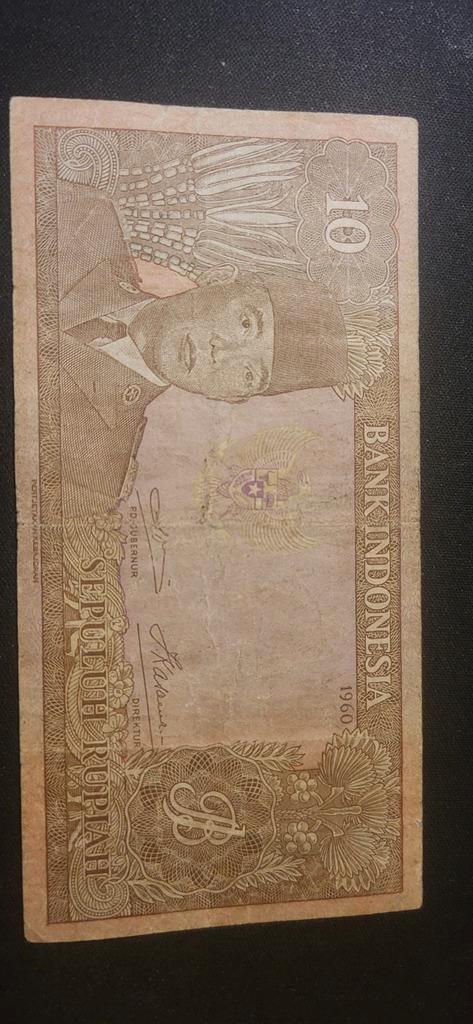 10
BANK INDONESIA
1960
PD. GUBERNUR
DIREKTUR
SEPULUH RUPIAH